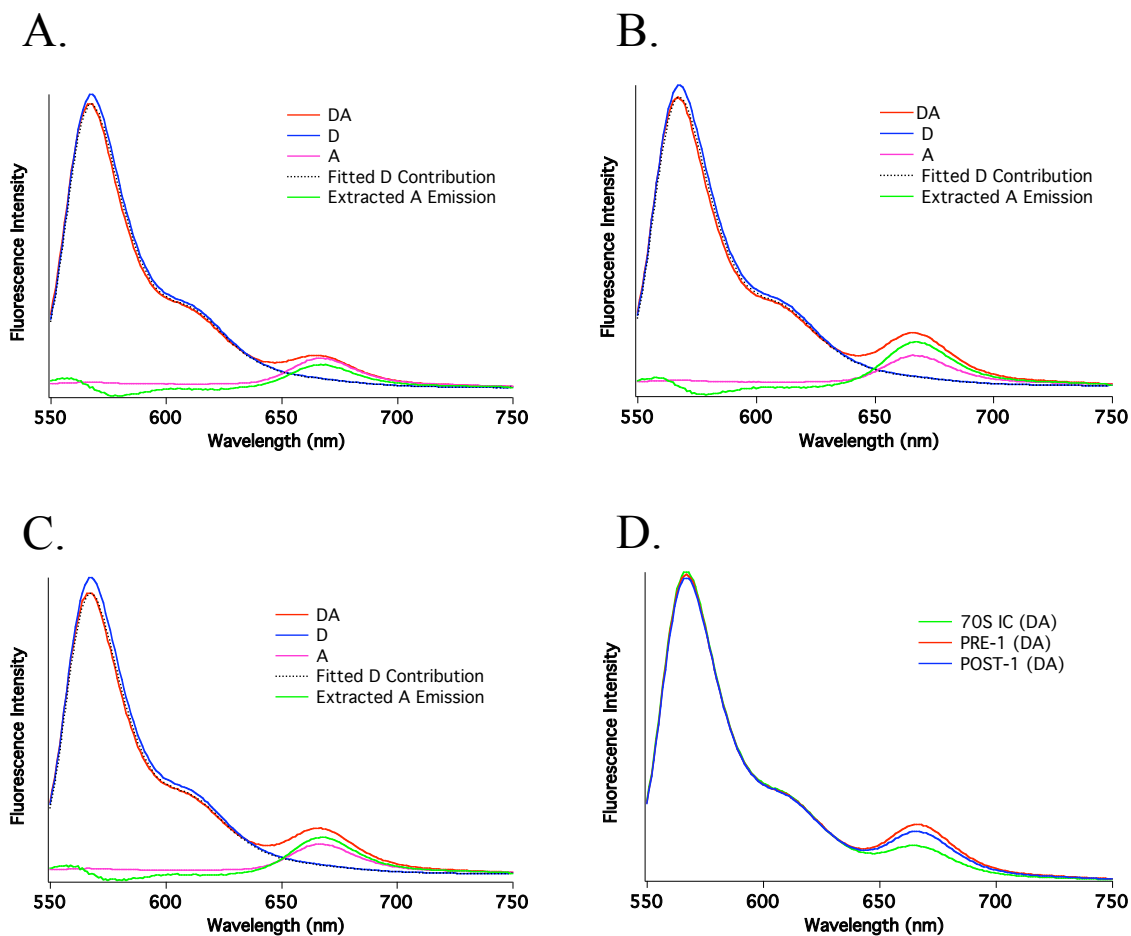 A.
DA
D
A
Fitted D Contribution
Extracted A Emission
Fluorescence Intensity
550 600 650 700 750
Wavelength (nm)
B.
DA
D
A
Fitted D Contribution
Extracted A Emission
Fluorescence Intensity
550 600 650 700 750
Wavelength (nm)
C.
DA
D
A
Fitted D Contribution
Extracted A Emission
Fluorescence Intensity
550 600 650 700 750
Wavelength (nm)
D.
70S IC (DA)
PRE-1 (DA)
POST-1 (DA)
Fluorescence Intensity
550 600 650 700 750
Wavelength (nm)